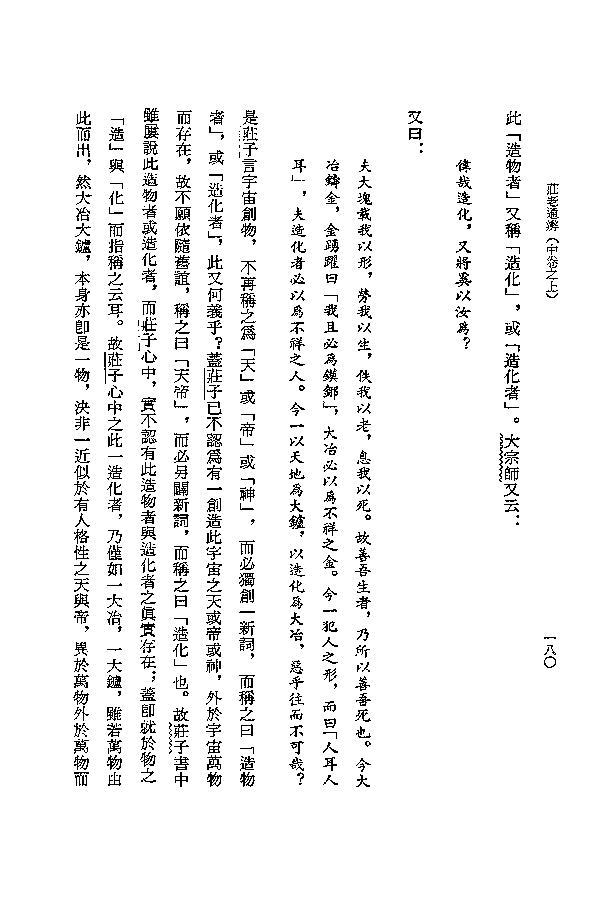 莊老通辨（中卷之上）
一八〇
此「造物者」又稱「造化」，或「造化者」。大宗師又云：
偉哉造化，又將奚以汝爲？
又曰：
夫大塊載我以形，勞我以生，佚我以老，息我以死。故善吾生者，乃所以善吾死也。今大
冶鑄金，金踴躍曰「我且必爲鏌鋣」，大冶必以爲不祥之金。今一犯人之形，而曰「人耳人
耳」，夫造化者必以爲不祥之人。今一以天地爲大鑪，以造化爲大冶，惡乎往而不可哉？
是莊子言宇宙創物，不再稱之爲「天」或「帝」或「神」，而必獨創一新詞，而稱之曰「造物
者」，或「造化者」，此又何義乎？蓋莊子已不認爲有一創造此宇宙之天或帝或神，外於宇宙萬物
而存在，故不願依隨舊誼，稱之曰「天帝」，而必另闢新詞，而稱之曰「造化」也。故莊子書中
雖屢說此造物者或造化者，而莊子心中，實不認有此造物者與造化者之眞實存在；蓋卽就於物之
「造」與「化」而指稱之云耳。故莊子心中之此一造化者，乃僅如一大冶，一大鑪，雖若萬物由
此而出，然大冶大鑪，本身亦卽是一物，決非一近似於有人格性之天與帝，異於萬物外於萬物而